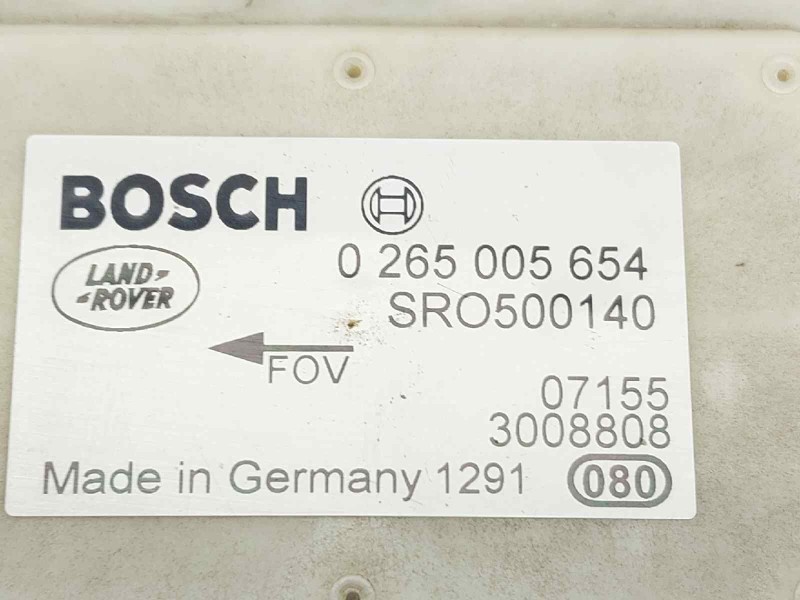 BOSCH
0 265 005 654
LAND-
-ROVER
SRO500140
FOV
07155
3008808
Made in Germany 1291 080